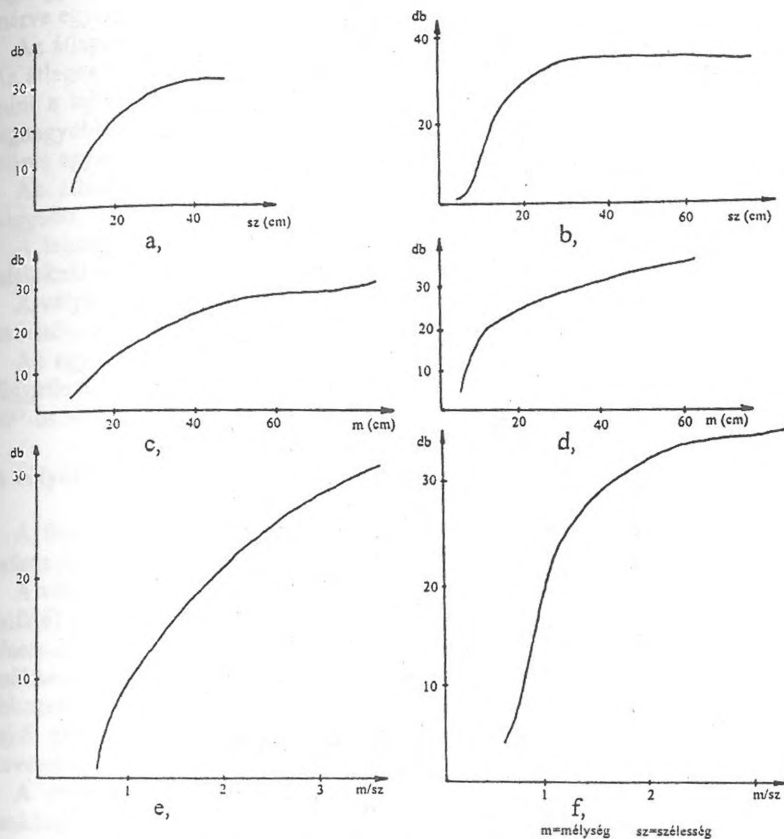 db
30
20
10
20 40 sz (cm)
a,
db
40
20
20 40 60 sz (cm)
b,
db
30
20
10
20 40 60 m (cm)
c,
db
30
20
10
20 40 60 m (cm)
d,
db
30
20
10
1 2 3 m/sz
e,
db
30
20
10
1 2 m/sz
f,
m=mélység sz=szélesség